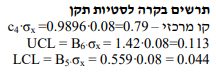 תרשים בקרה לסטיות תקן
קו מרכזי – c₄·σₓ =0.9896·0.08=0.79
UCL = B₆·σₓ = 1.42·0.08=0.113
LCL = B₅·σₓ = 0.559·0.08 = 0.044